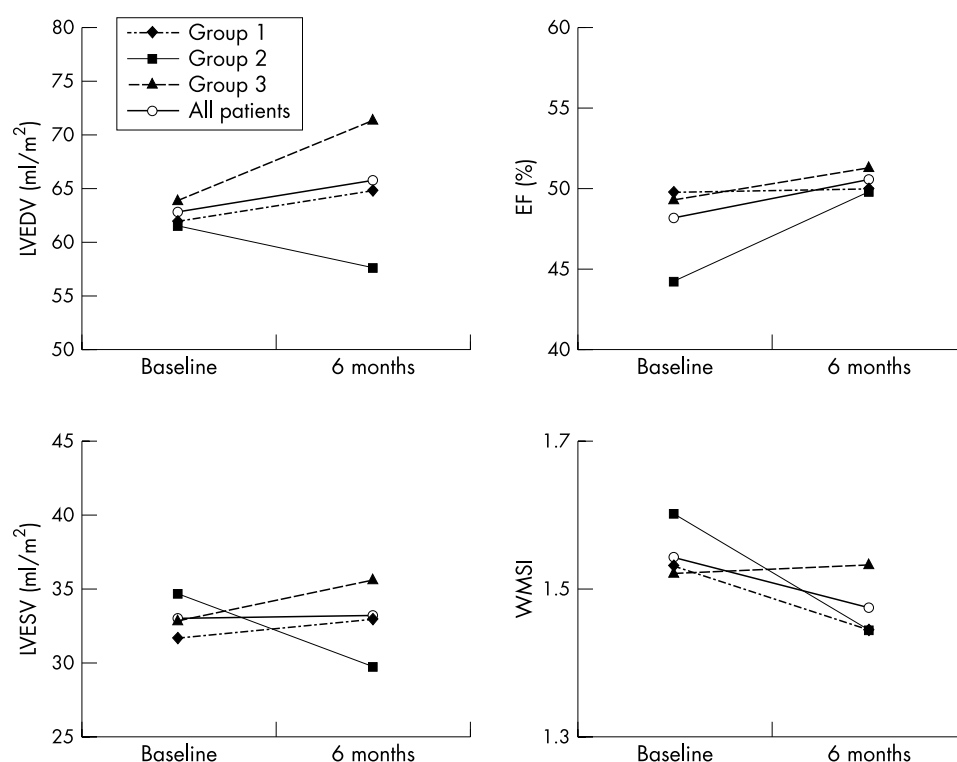 80
75
70
65
60
55
50
LVEDV (ml/m²)
Group 1
Group 2
Group 3
All patients
Baseline
6 months
60
55
50
45
40
EF (%)
Baseline
6 months
45
40
35
30
25
LVESV (ml/m²)
Baseline
6 months
1.7
1.5
1.3
WMSI
Baseline
6 months